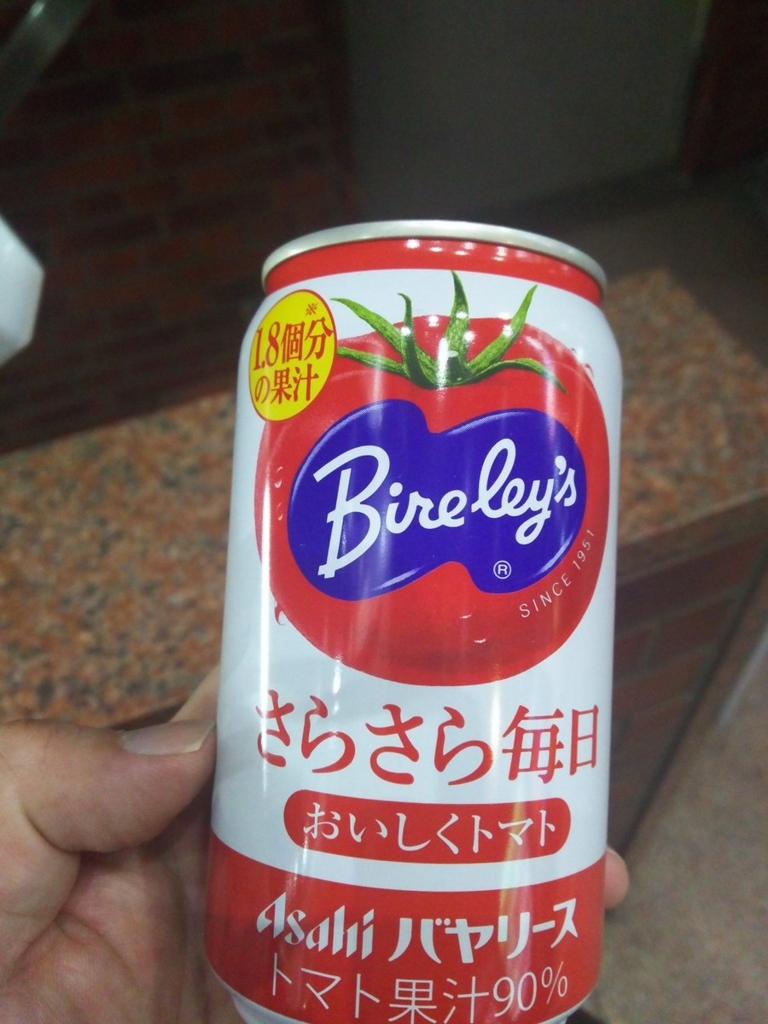 ※
1.8個分
の果汁
Bireley's
®
SINCE 1951
さらさら毎日
おいしくトマト
Asahi バヤリース
トマト果汁90%